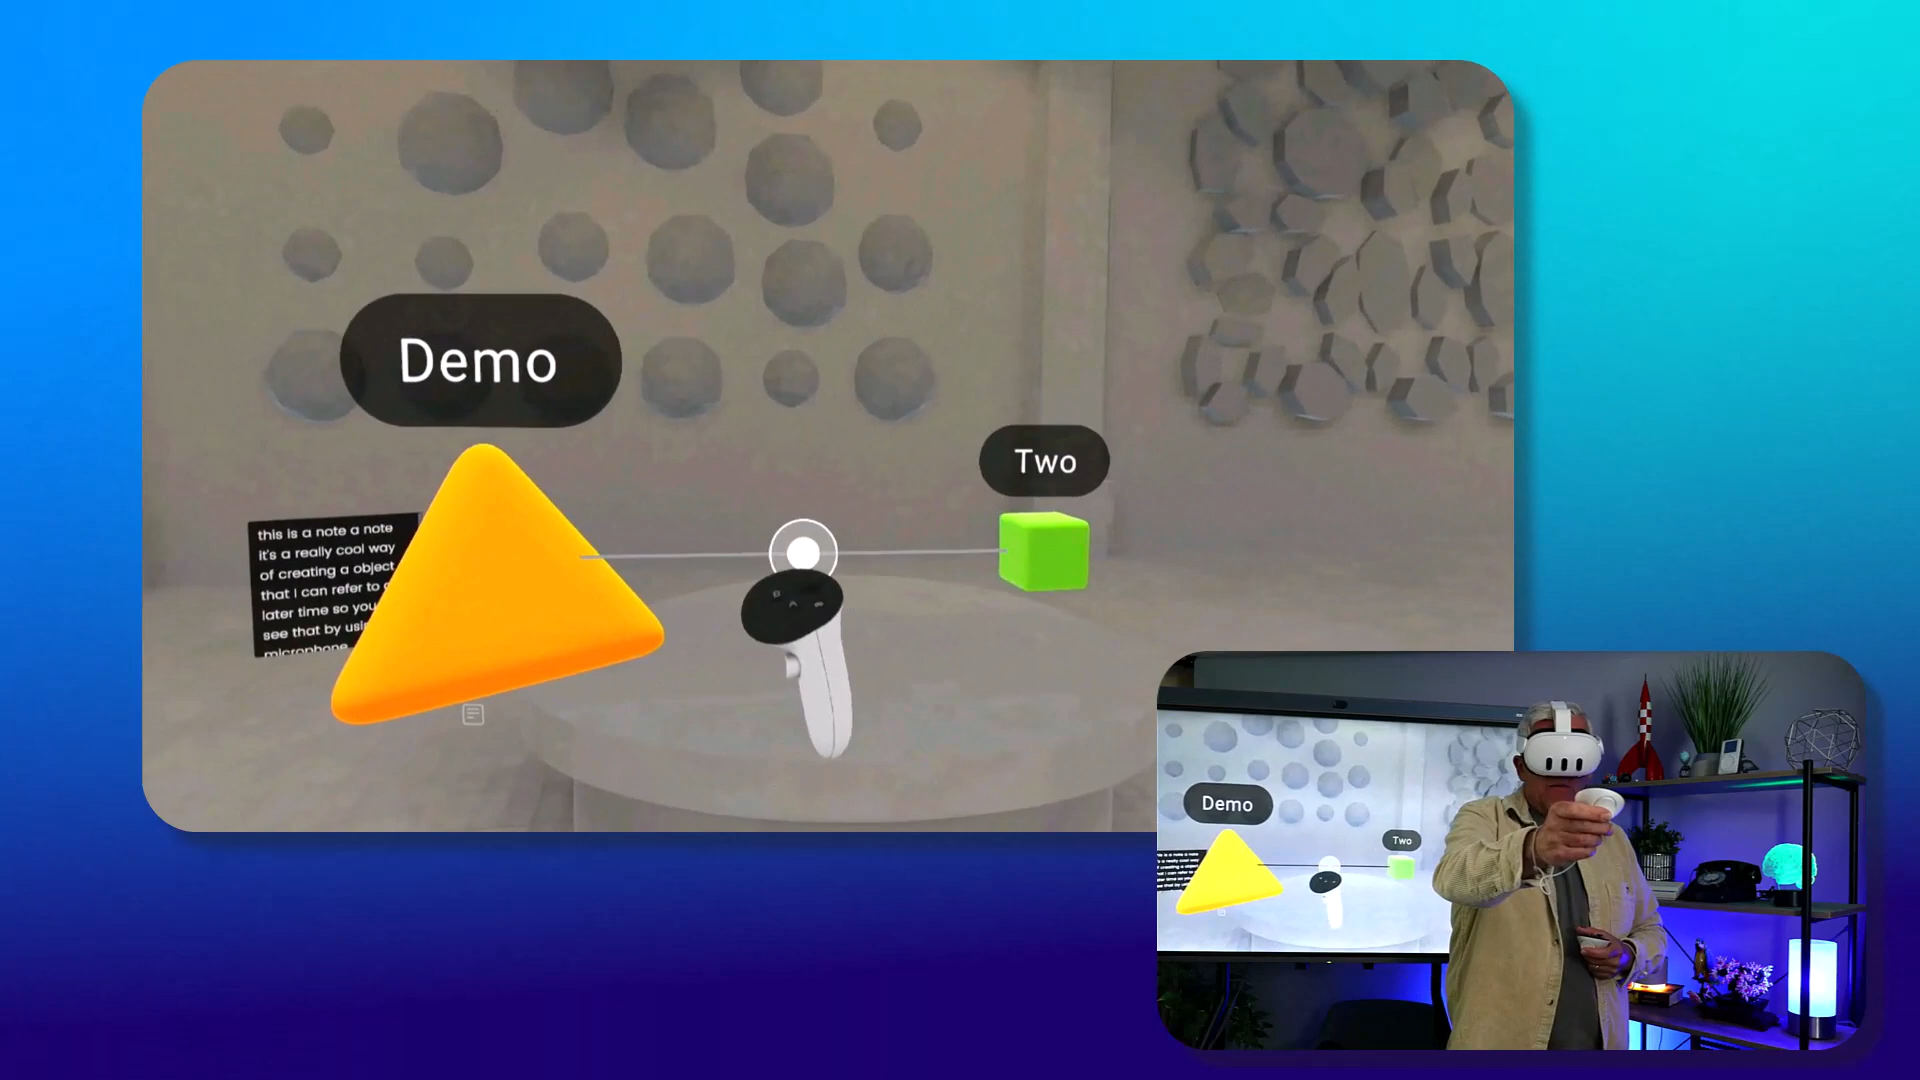 Demo
Two
this is a note a note
it's a really cool way
of creating a object
that I can refer to
later time so you
see that by
microphone
Demo
Two